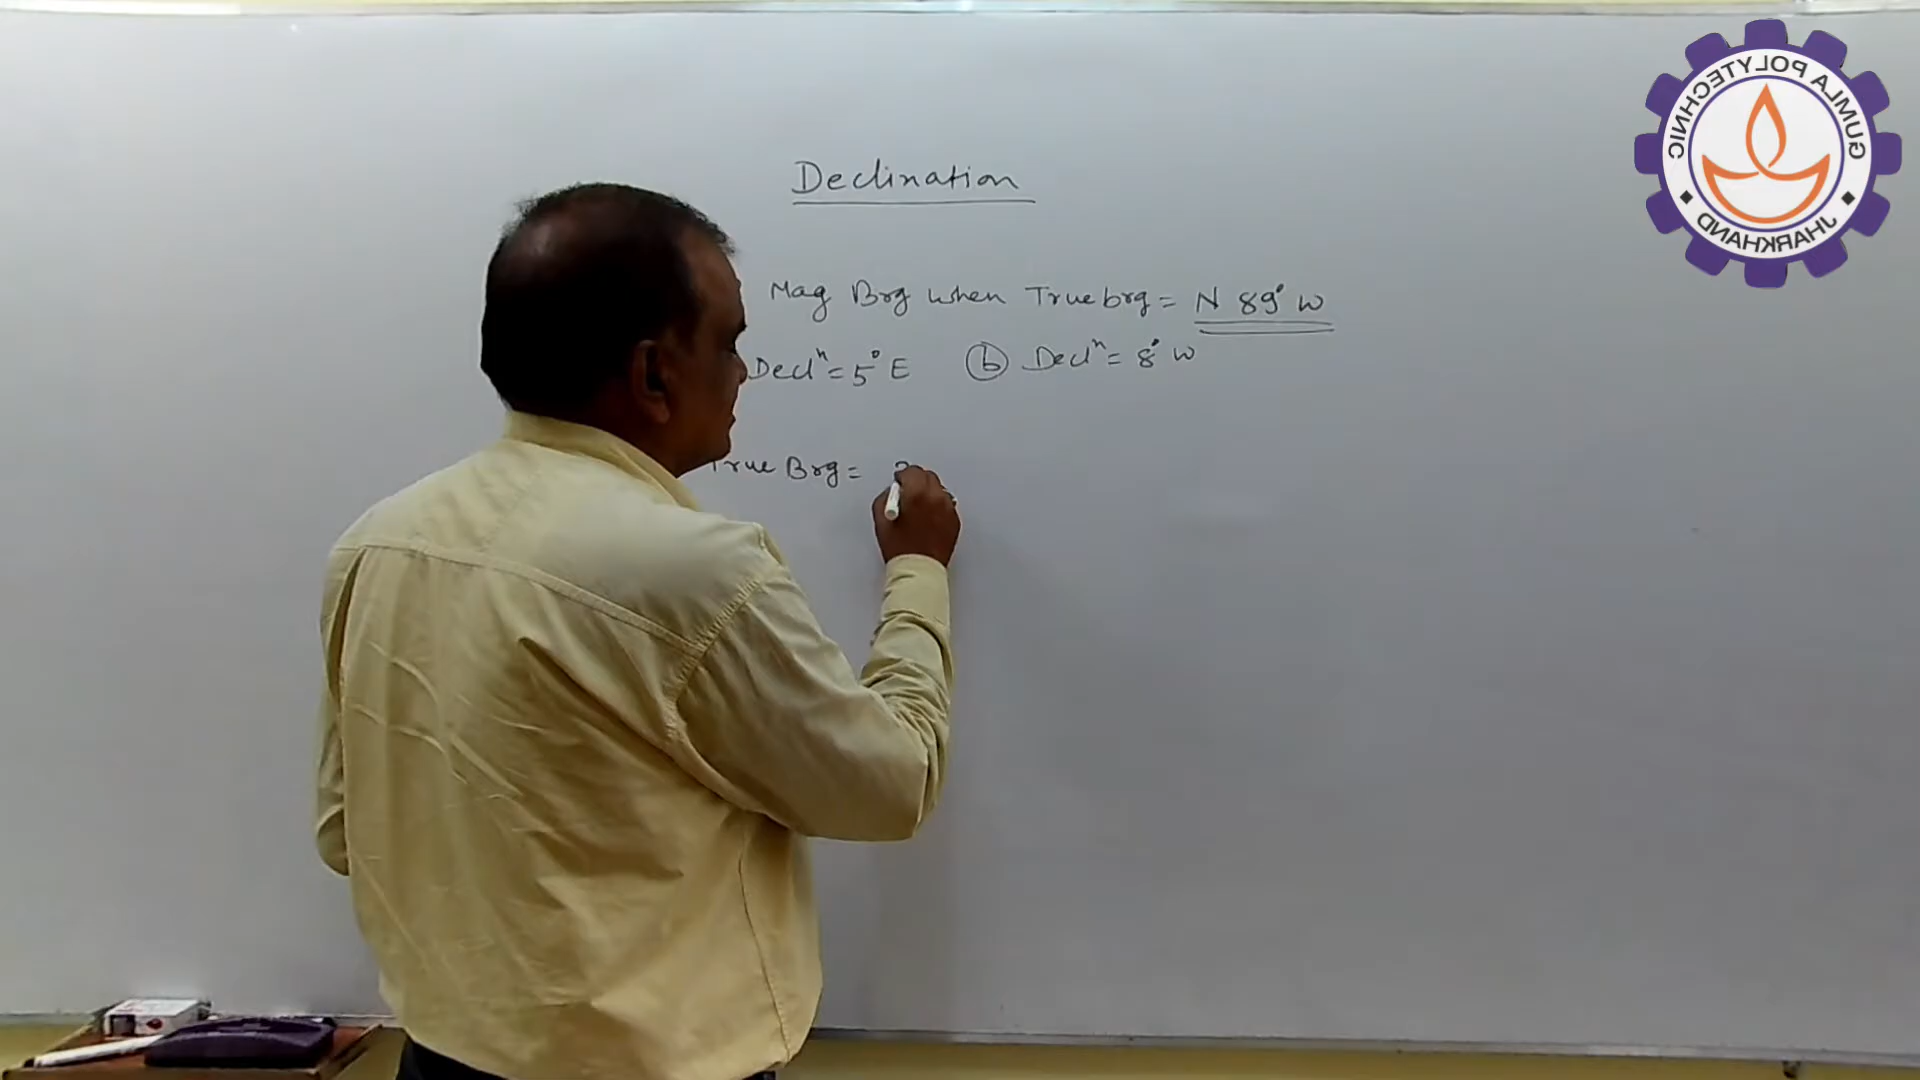 Declination
Mag Brg when True brg = N 89° W
Declⁿ = 5° E (b) Declⁿ = 8° W
True Brg =
GUMLA POLYTECHNIC
JHARKHAND